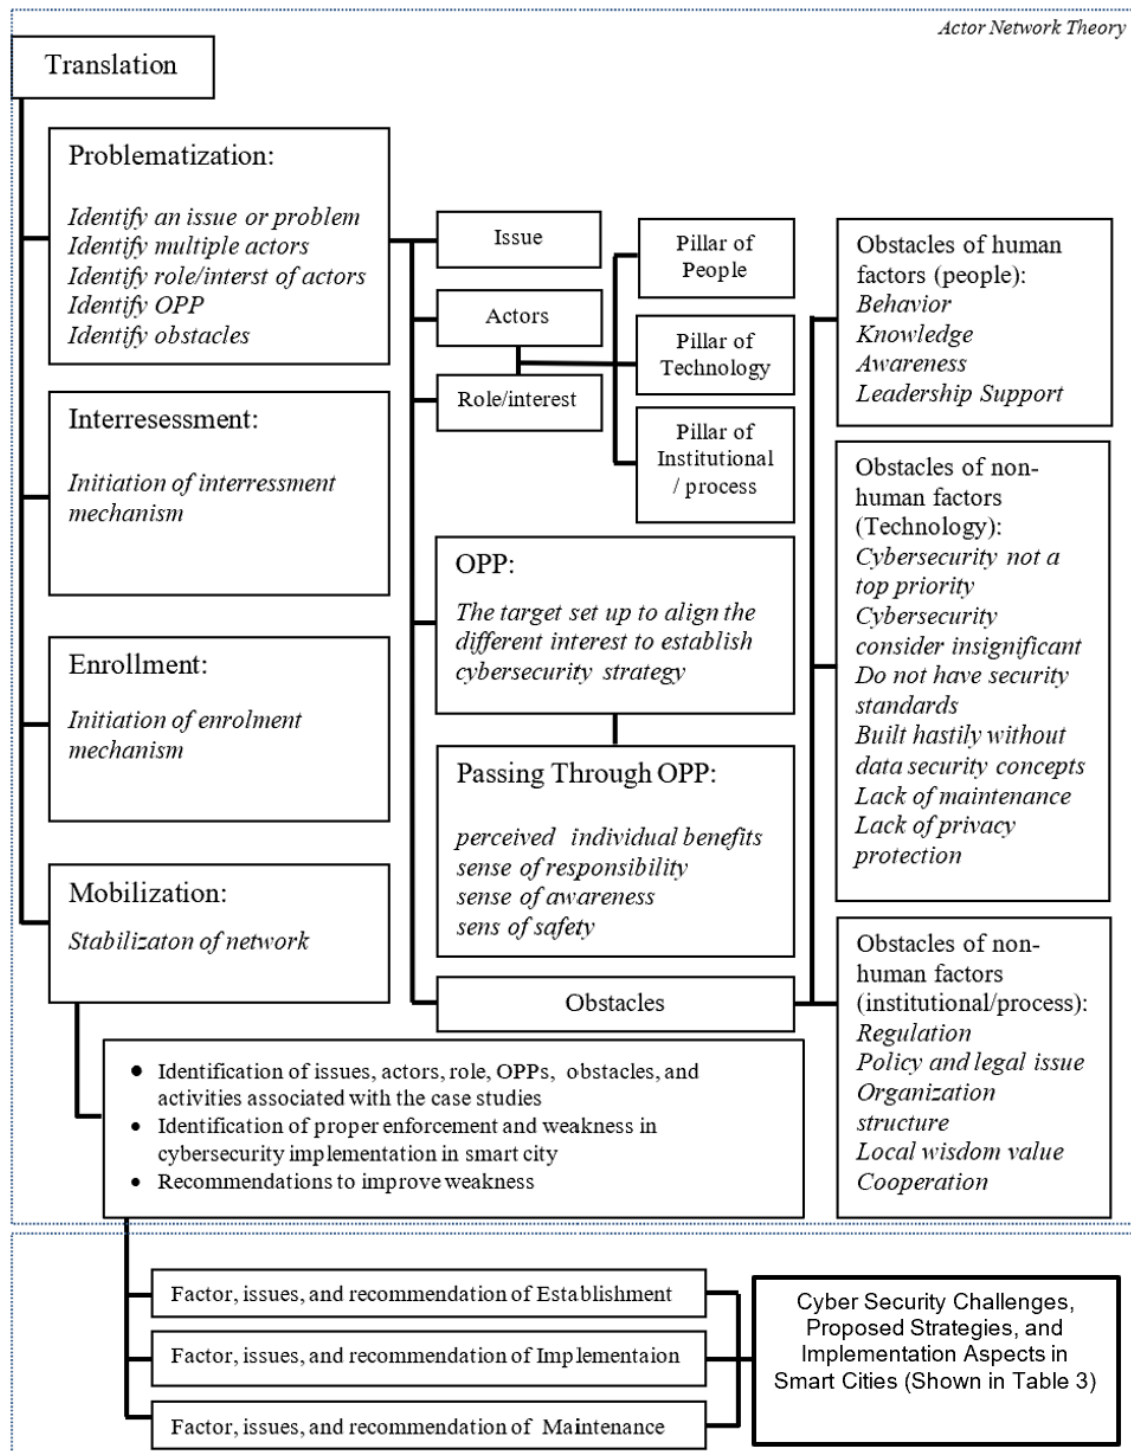 Actor Network Theory
Translation
Problematization:
Identify an issue or problem
Identify multiple actors
Identify role/interst of actors
Identify OPP
Identify obstacles
Interresessment:
Initiation of interressment
mechanism
Enrollment:
Initiation of enrolment
mechanism
Mobilization:
Stabilizaton of network
Issue
Actors
Role/interest
Pillar of
People
Pillar of
Technology
Pillar of
Institutional
/ process
OPP:
The target set up to align the
different interest to establish
cybersecurity strategy
Passing Through OPP:
perceived individual benefits
sense of responsibility
sense of awareness
sens of safety
Obstacles
Obstacles of human
factors (people):
Behavior
Knowledge
Awareness
Leadership Support
Obstacles of non-
human factors
(Technology):
Cybersecurity not a
top priority
Cybersecurity
consider insignificant
Do not have security
standards
Built hastily without
data security concepts
Lack of maintenance
Lack of privacy
protection
Obstacles of non-
human factors
(institutional/process):
Regulation
Policy and legal issue
Organization
structure
Local wisdom value
Cooperation
• Identification of issues, actors, role, OPPs, obstacles, and
activities associated with the case studies
• Identification of proper enforcement and weakness in
cybersecurity implementation in smart city
• Recommendations to improve weakness
Factor, issues, and recommendation of Establishment
Factor, issues, and recommendation of Implementaion
Factor, issues, and recommendation of Maintenance
Cyber Security Challenges,
Proposed Strategies, and
Implementation Aspects in
Smart Cities (Shown in Table 3)